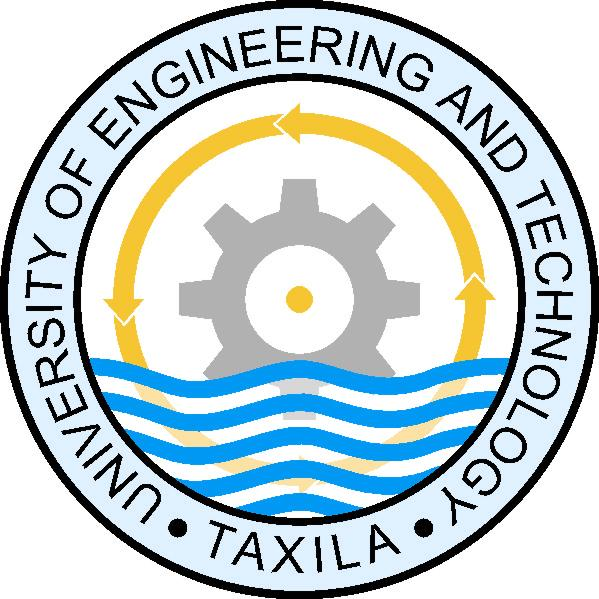 UNIVERSITY OF ENGINEERING AND TECHNOLOGY
• TAXILA •